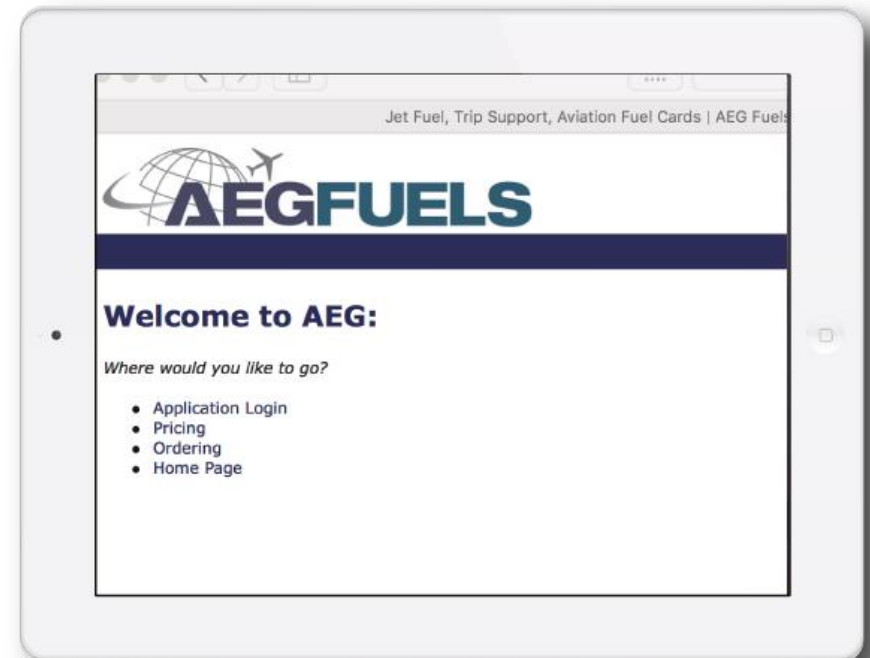 Jet Fuel, Trip Support, Aviation Fuel Cards | AEG Fuels
AEGFUELS
Welcome to AEG:
Where would you like to go?
Application Login
Pricing
Ordering
Home Page